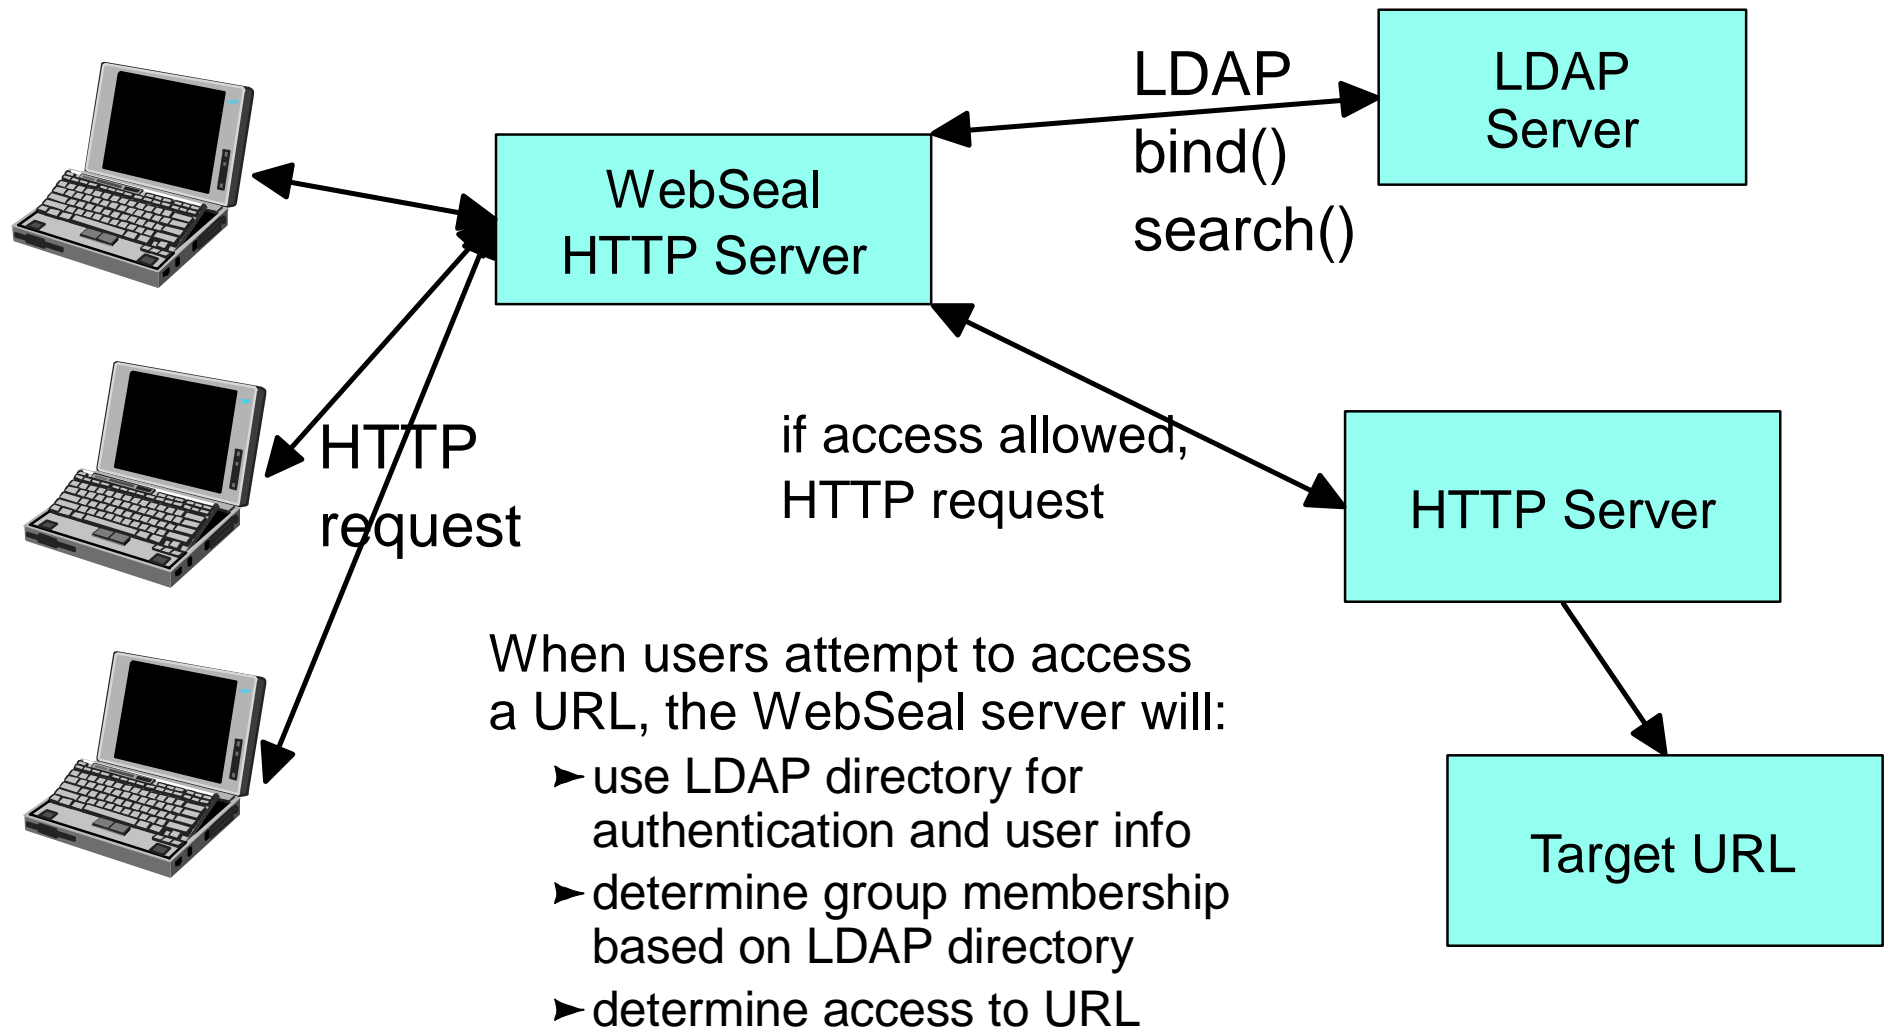 LDAP
bind()
search()
LDAP
Server
WebSeal
HTTP Server
HTTP
request
if access allowed,
HTTP request
HTTP Server
When users attempt to access
a URL, the WebSeal server will:
➢ use LDAP directory for
authentication and user info
➢ determine group membership
based on LDAP directory
➢ determine access to URL
Target URL